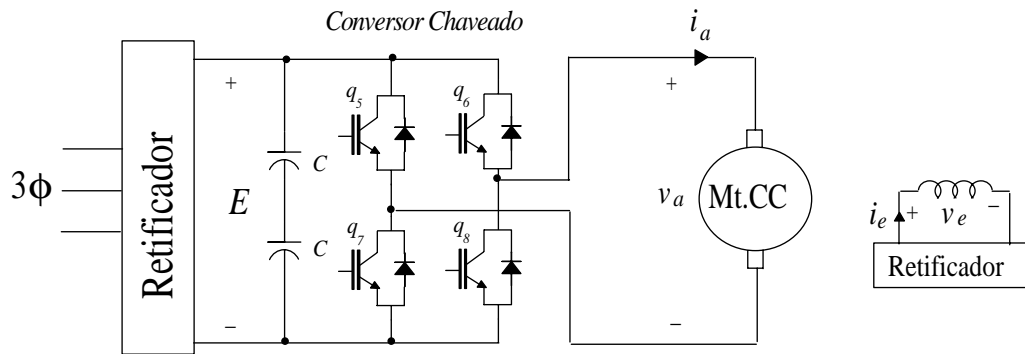 Conversor Chaveado
i_a
+
+
q_5
q_6
Retificador
3ϕ
C
E
v_a
Mt.CC
i_e
+
v_e
−
C
q_7
q_8
Retificador
−
−